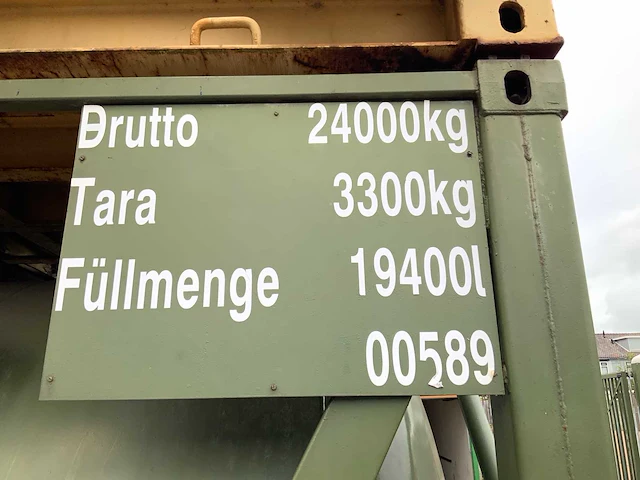 Brutto 24000kg
Tara 3300kg
Füllmenge 19400l
00589